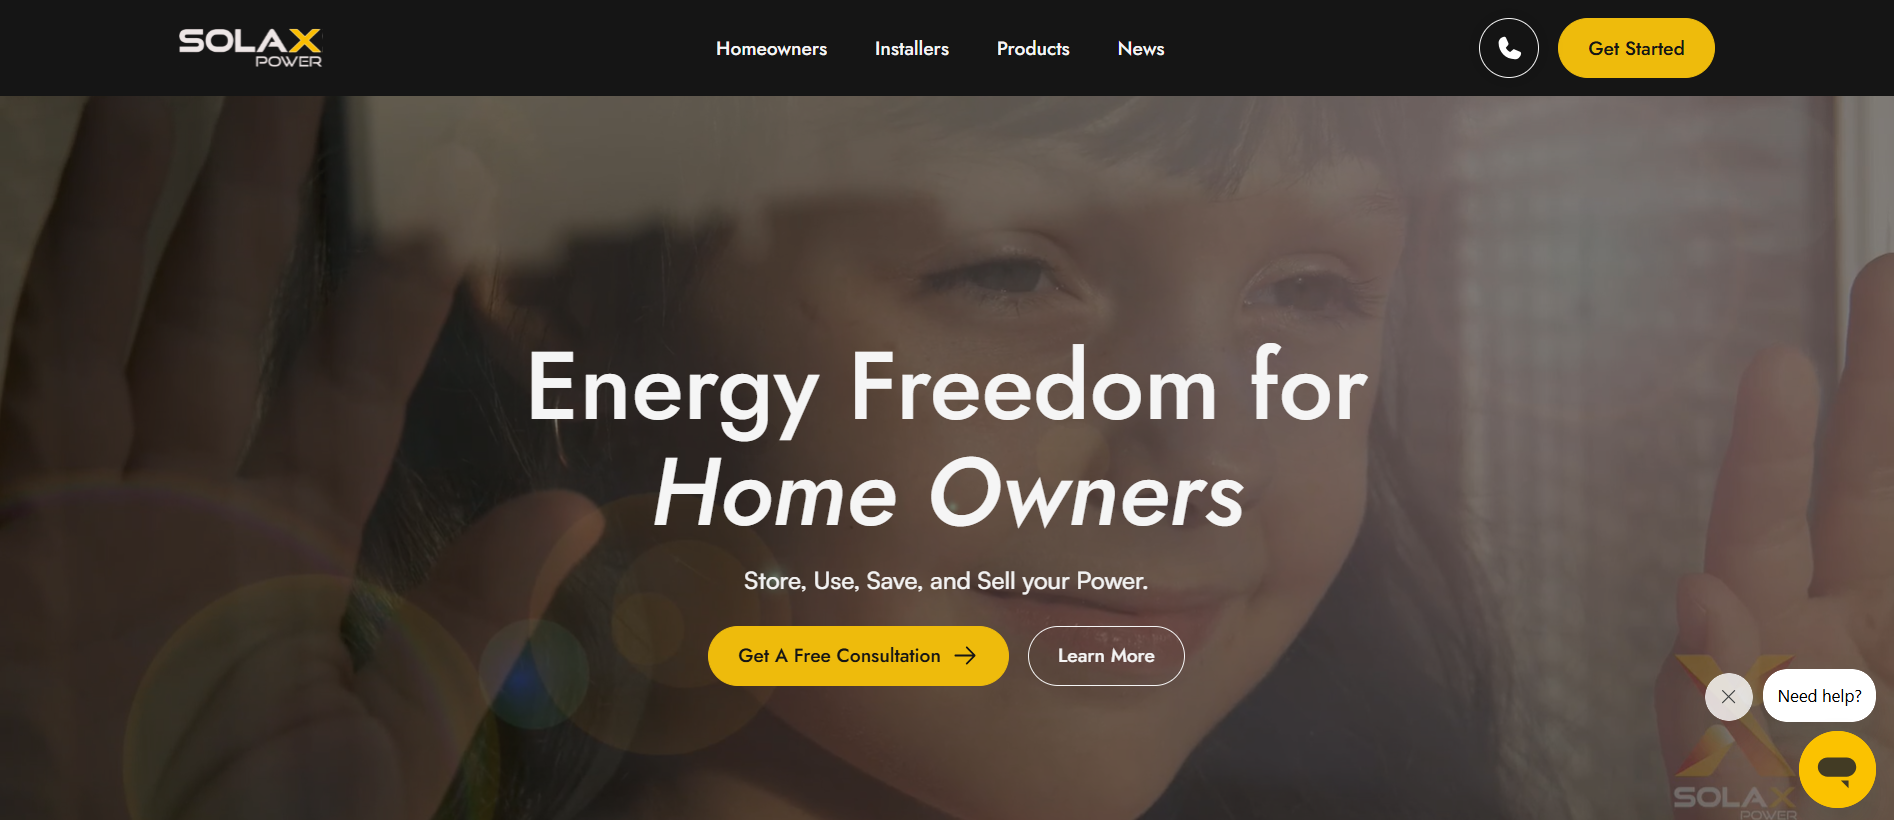 SOLAX
POWER
Homeowners
Installers
Products
News
Get Started
Energy Freedom for
Home Owners
Store, Use, Save, and Sell your Power.
Get A Free Consultation
Learn More
Need help?
SOLAX
POWER